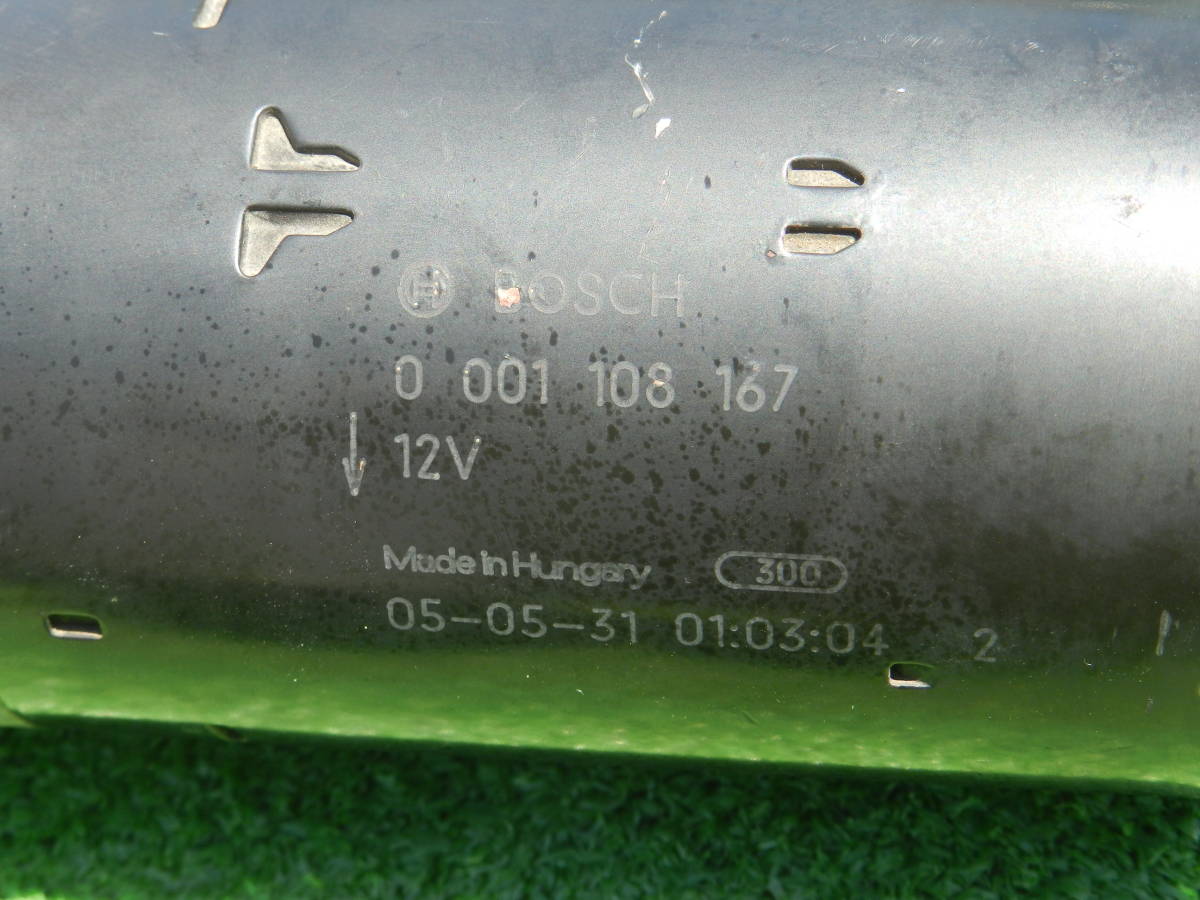 BOSCH
0 001 108 167
12V
Made in Hungary 300
05-05-31 01:03:04 2